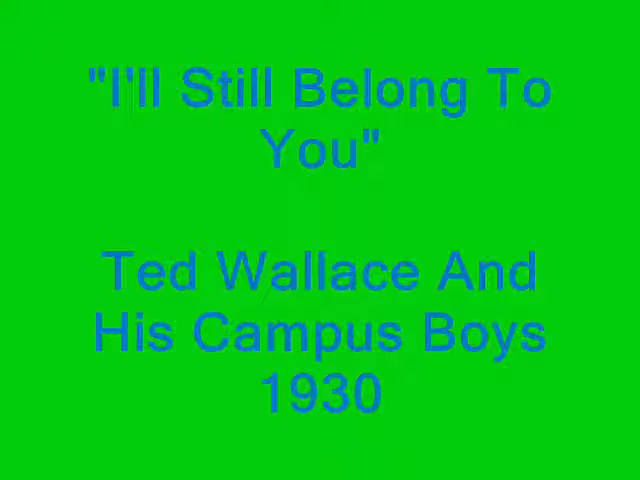 "I'll Still Belong To
You"
Ted Wallace And
His Campus Boys
1930